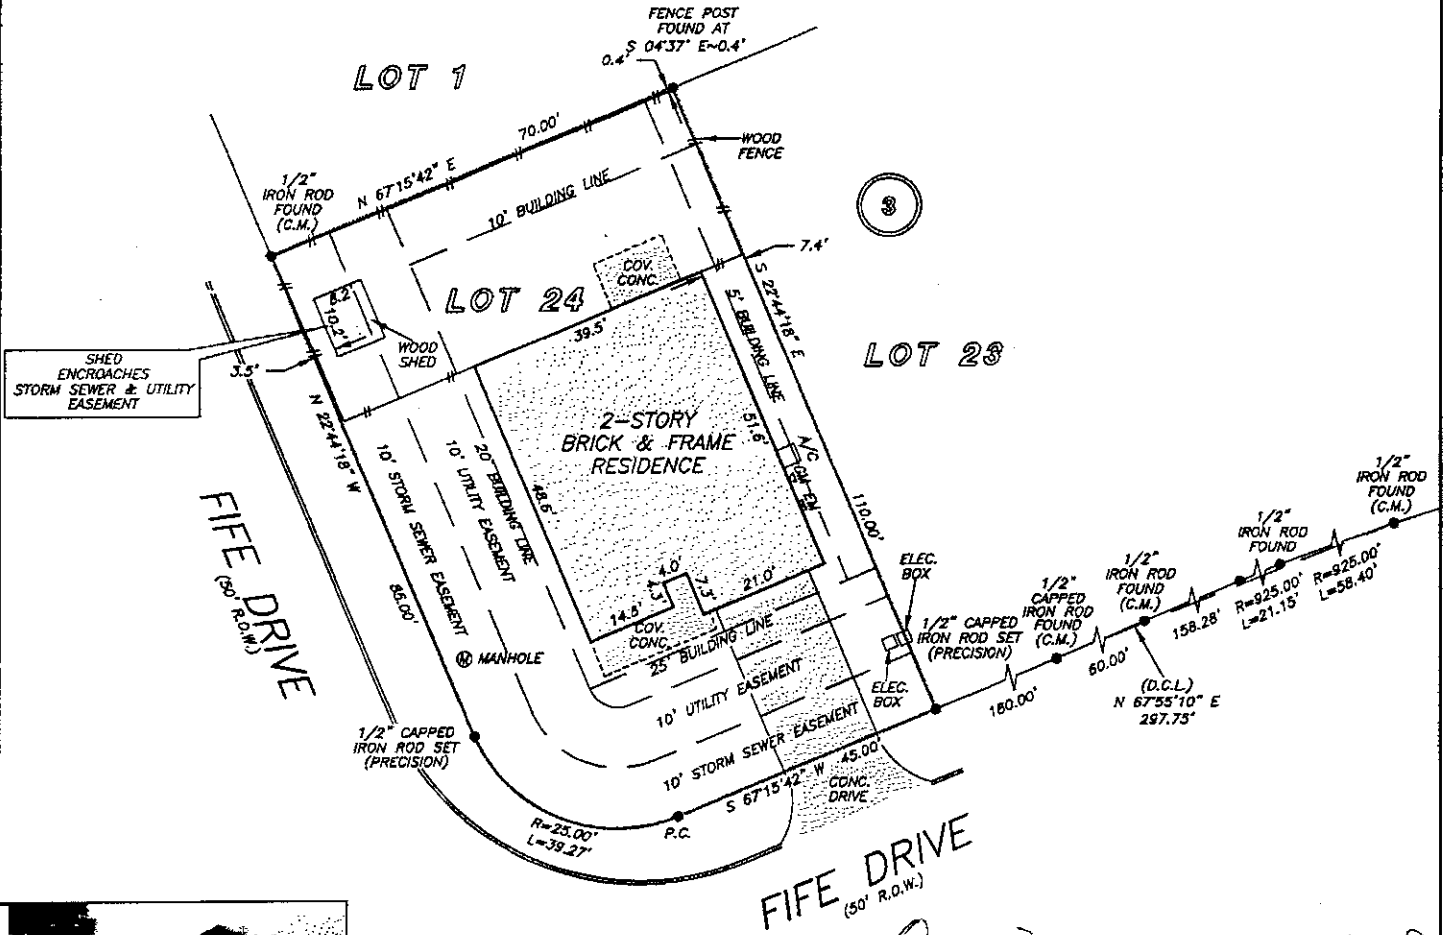 FENCE POST
FOUND AT
S 04°37' E~0.4'
0.4'
LOT 1
70.00'
WOOD
FENCE
1/2"
IRON ROD
FOUND
(C.M.)
N 67°15'42" E
10' BUILDING LINE
3
7.4'
COV.
CONC.
S 22°44'18" E
LOT 24
8.2'
10.2'
39.5'
5' BUILDING LINE
WOOD
SHED
LOT 23
SHED
ENCROACHES
STORM SEWER & UTILITY
EASEMENT
3.5'
N 22°44'18" W
2-STORY
BRICK & FRAME
RESIDENCE
51.6'
A/C
GM EM
10' STORM SEWER EASEMENT
10' UTILITY EASEMENT
20' BUILDING LINE
48.6'
110.00'
1/2"
IRON ROD
FOUND
(C.M.)
1/2"
IRON ROD
FOUND
FIFE DRIVE
(50' R.O.W.)
ELEC.
BOX
1/2"
IRON ROD
FOUND
(C.M.)
1/2"
CAPPED
IRON ROD
FOUND
(C.M.)
R=925.00'
L=58.40'
R=925.00'
L=21.15'
158.28'
4.0'
4.3'
7.3'
21.0'
14.5'
COV.
CONC.
86.00'
1/2" CAPPED
IRON ROD SET
(PRECISION)
60.00'
25' BUILDING LINE
MANHOLE
ELEC.
BOX
(D.C.L.)
N 67°55'10" E
297.75'
180.00'
10' UTILITY EASEMENT
1/2" CAPPED
IRON ROD SET
(PRECISION)
10' STORM SEWER EASEMENT
45.00'
S 67°15'42" W
CONC.
DRIVE
R=25.00'
L=39.27'
P.C.
FIFE DRIVE
(50' R.O.W.)